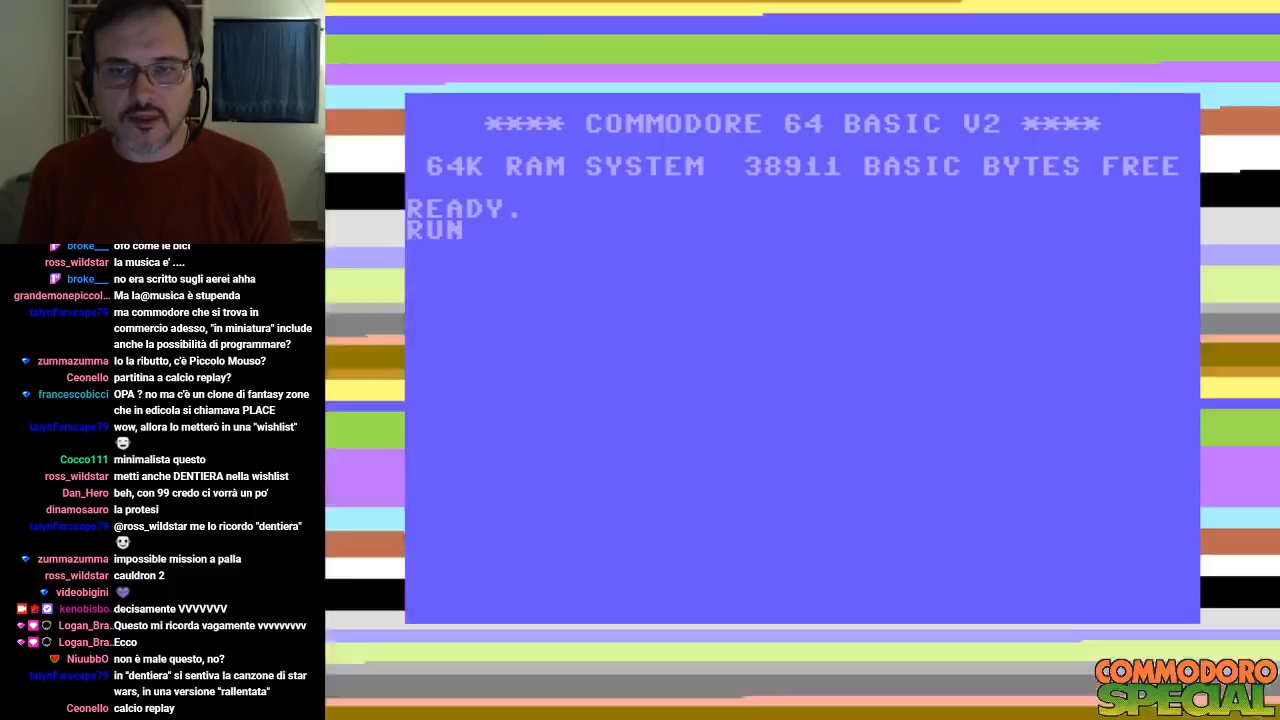 **** COMMODORE 64 BASIC V2 ****
64K RAM SYSTEM  38911 BASIC BYTES FREE
READY.
RUN
broke___ ofo come le bici
ross_wildstar la musica e' ....
broke___ no era scritto sugli aerei ahha
grandemonepiccol... Ma la@musica è stupenda
talynFarscape79 ma commodore che si trova in
commercio adesso, "in miniatura" include
anche la possibilità di programmare?
zummazumma Io la ributto, c'è Piccolo Mouso?
Ceonello partitina a calcio replay?
francescobicci OPA ? no ma c'è un clone di fantasy zone
che in edicola si chiamava PLACE
talynFarscape79 wow, allora lo metterò in una "wishlist"
Cocco111 minimalista questo
ross_wildstar metti anche DENTIERA nella wishlist
Dan_Hero beh, con 99 credo ci vorrà un po'
dinamosauro la protesi
talynFarscape79 @ross_wildstar me lo ricordo "dentiera"
zummazumma impossible mission a palla
ross_wildstar cauldron 2
videobigini
kenobisbo.. decisamente VVVVVVV
Logan_Bra.. Questo mi ricorda vagamente vvvvvvvv
Logan_Bra.. Ecco
NiuubbO non è male questo, no?
talynFarscape79 in "dentiera" si sentiva la canzone di star
wars, in una versione "rallentata"
Ceonello calcio replay
COMMODORO
SPECIAL